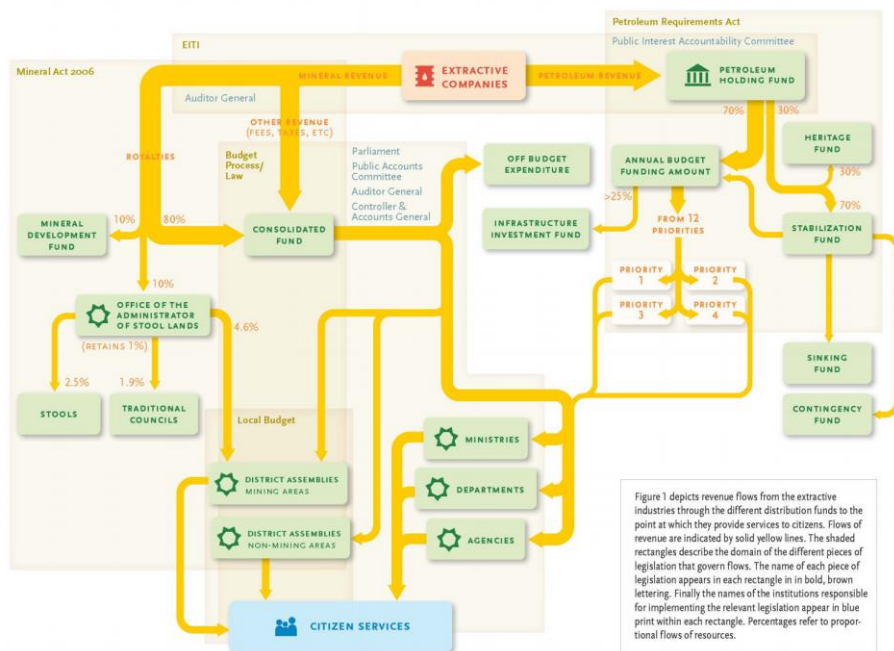 Petroleum Requirements Act
EITI
Public Interest Accountability Committee
Mineral Act 2006
MINERAL REVENUE
EXTRACTIVE
COMPANIES
PETROLEUM REVENUE
PETROLEUM
HOLDING FUND
Auditor General
70%
30%
OTHER REVENUE
(FEES, TAXES, ETC)
HERITAGE
FUND
ROYALTIES
Budget
Process/
Law
Parliament
Public Accounts
Committee
Auditor General
Controller &
Accounts General
OFF BUDGET
EXPENDITURE
ANNUAL BUDGET
FUNDING AMOUNT
30%
>25%
70%
10%
80%
MINERAL
DEVELOPMENT
FUND
CONSOLIDATED
FUND
INFRASTRUCTURE
INVESTMENT FUND
FROM 12
PRIORITIES
STABILIZATION
FUND
10%
PRIORITY
1
PRIORITY
2
OFFICE OF THE
ADMINISTRATOR
OF STOOL LANDS
PRIORITY
3
PRIORITY
4
4.6%
(RETAINS 1%)
SINKING
FUND
2.5%
1.9%
STOOLS
TRADITIONAL
COUNCILS
Local Budget
CONTINGENCY
FUND
MINISTRIES
DISTRICT ASSEMBLIES
MINING AREAS
DEPARTMENTS
DISTRICT ASSEMBLIES
NON-MINING AREAS
AGENCIES
CITIZEN SERVICES
Figure 1 depicts revenue flows from the extractive
industries through the different distribution funds to the
point at which they provide services to citizens. Flows of
revenue are indicated by solid yellow lines. The shaded
rectangles describe the domain of the different pieces of
legislation that govern flows. The name of each piece of
legislation appears in each rectangle in in bold, brown
lettering. Finally the names of the institutions responsible
for implementing the relevant legislation appear in blue
print within each rectangle. Percentages refer to propor-
tional flows of resources.